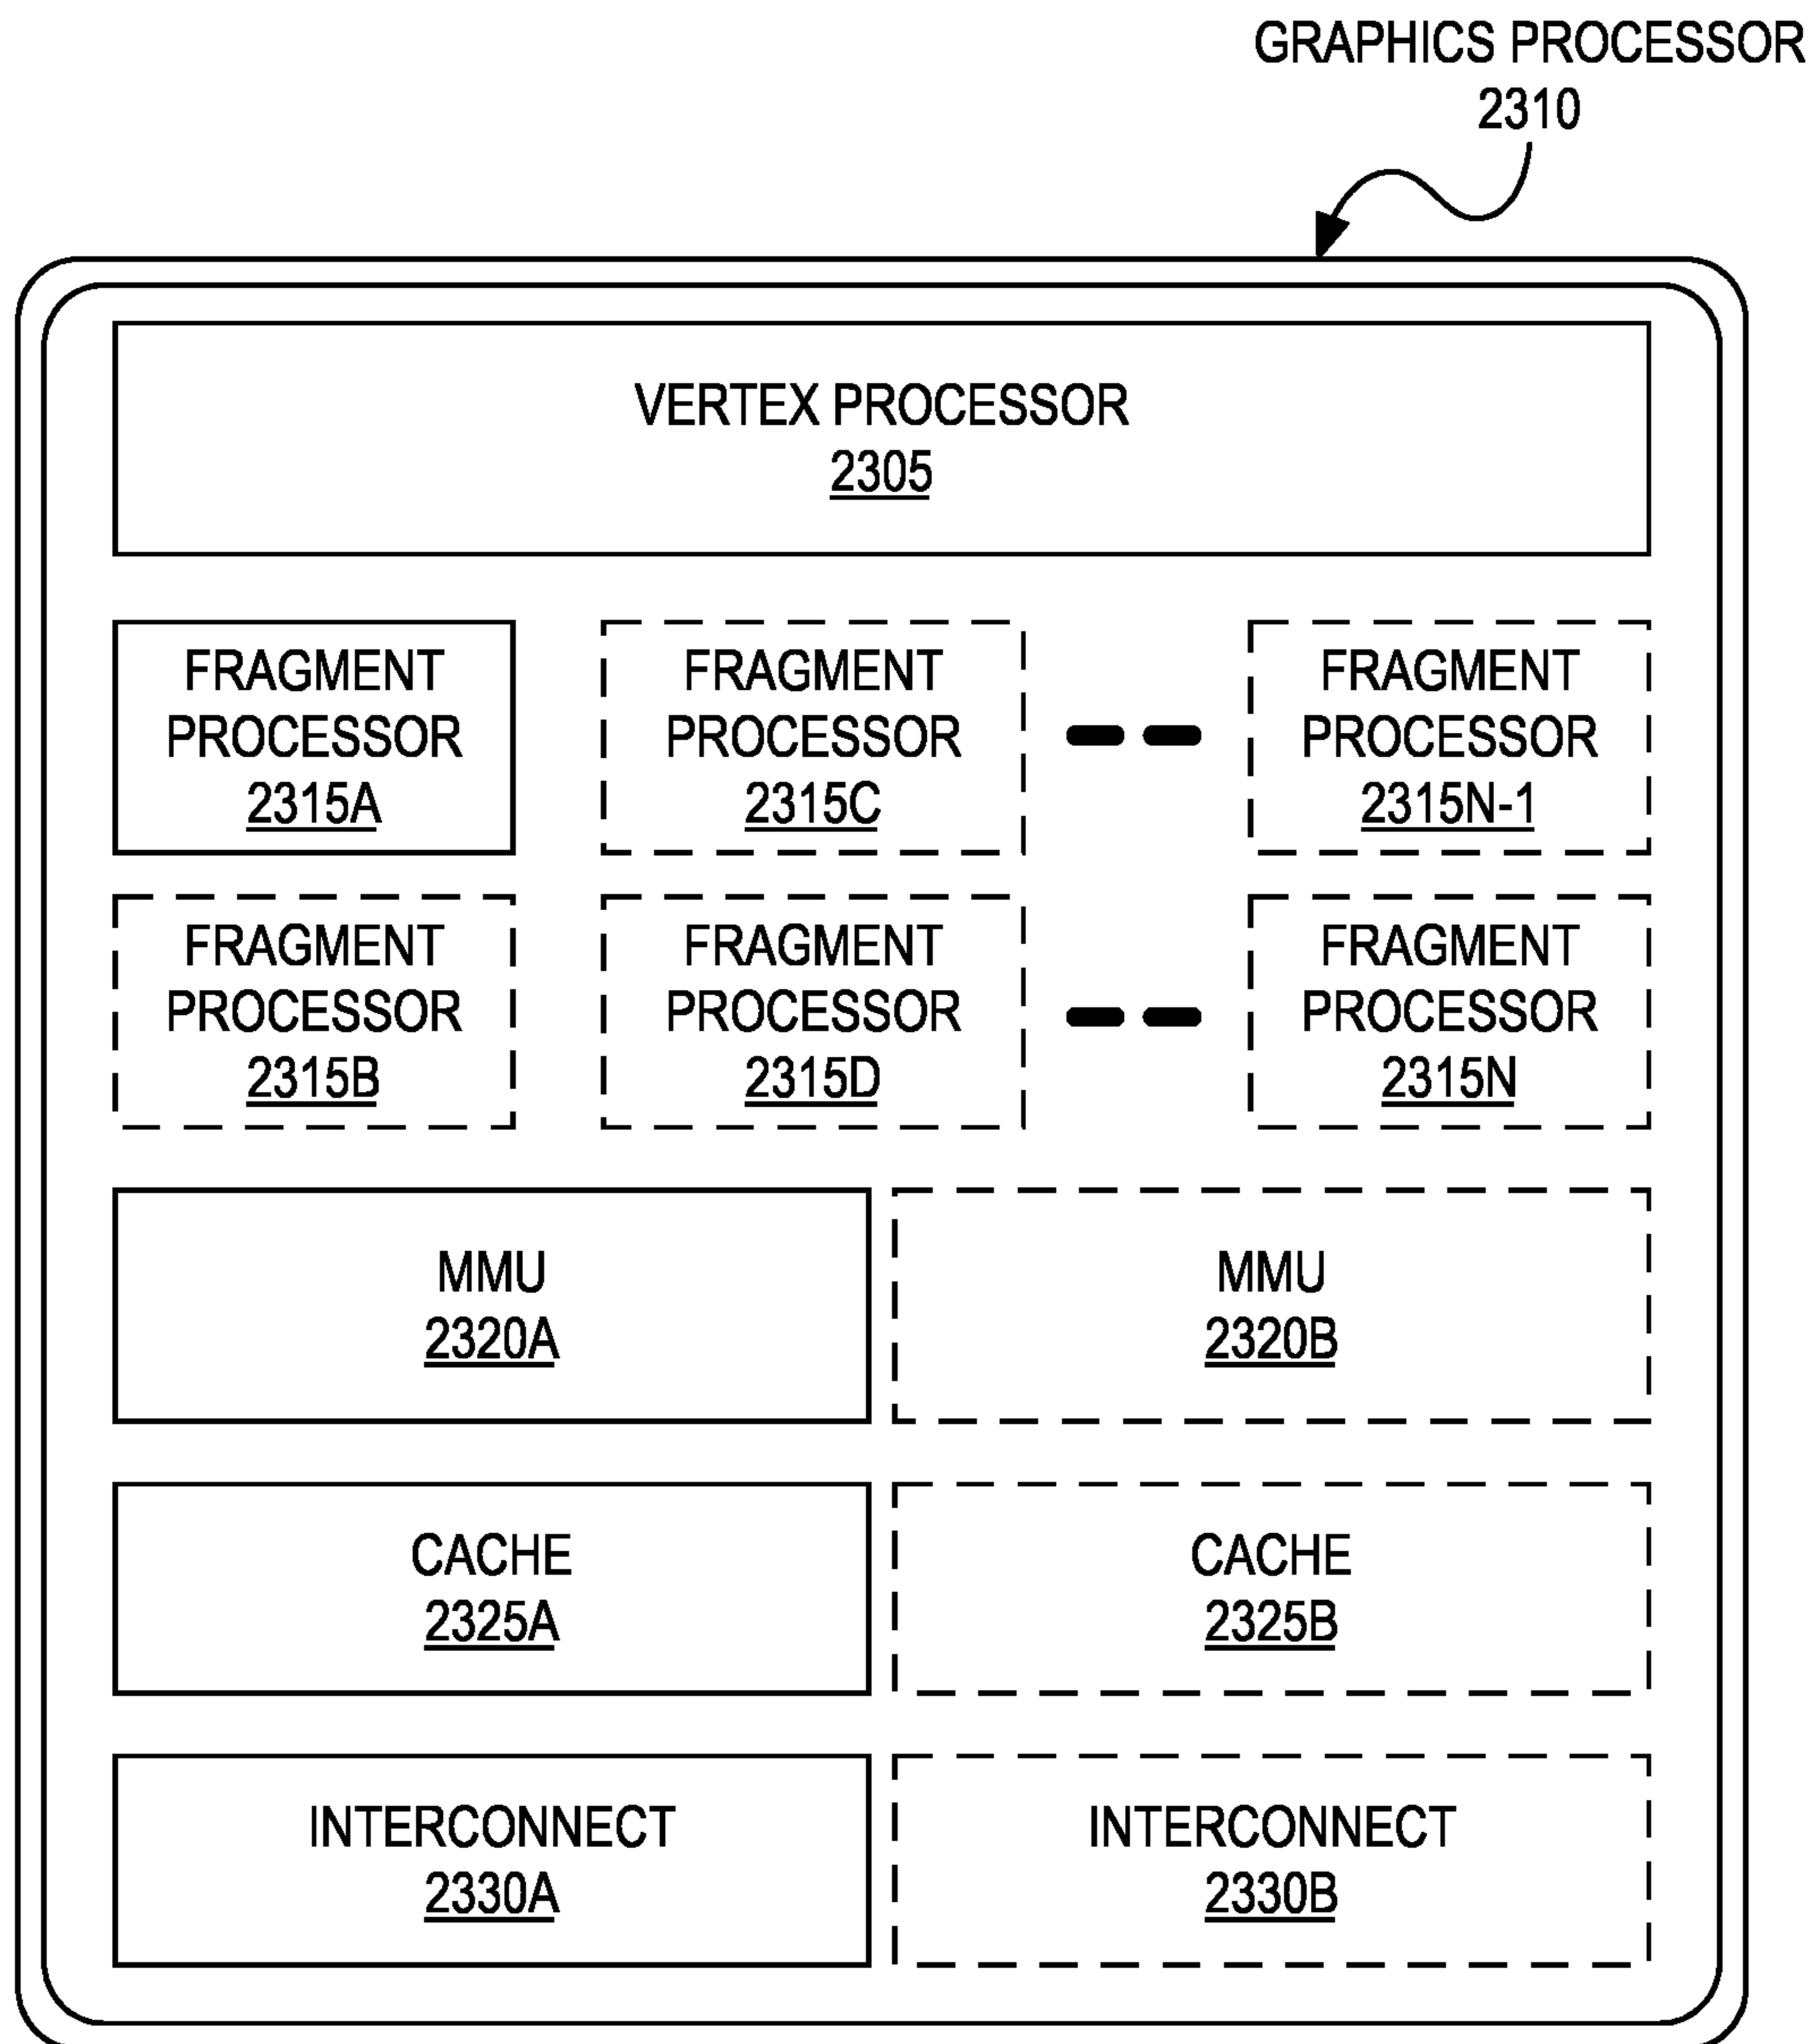 GRAPHICS PROCESSOR
2310
VERTEX PROCESSOR
2305
FRAGMENT
PROCESSOR
2315A
FRAGMENT
PROCESSOR
2315C
FRAGMENT
PROCESSOR
2315N-1
FRAGMENT
PROCESSOR
2315B
FRAGMENT
PROCESSOR
2315D
FRAGMENT
PROCESSOR
2315N
MMU
2320A
MMU
2320B
CACHE
2325A
CACHE
2325B
INTERCONNECT
2330A
INTERCONNECT
2330B